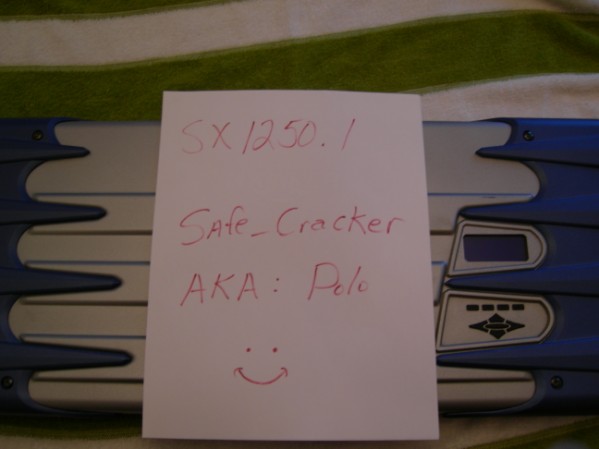 SX1250.1
Safe_Cracker
AKA: Polo